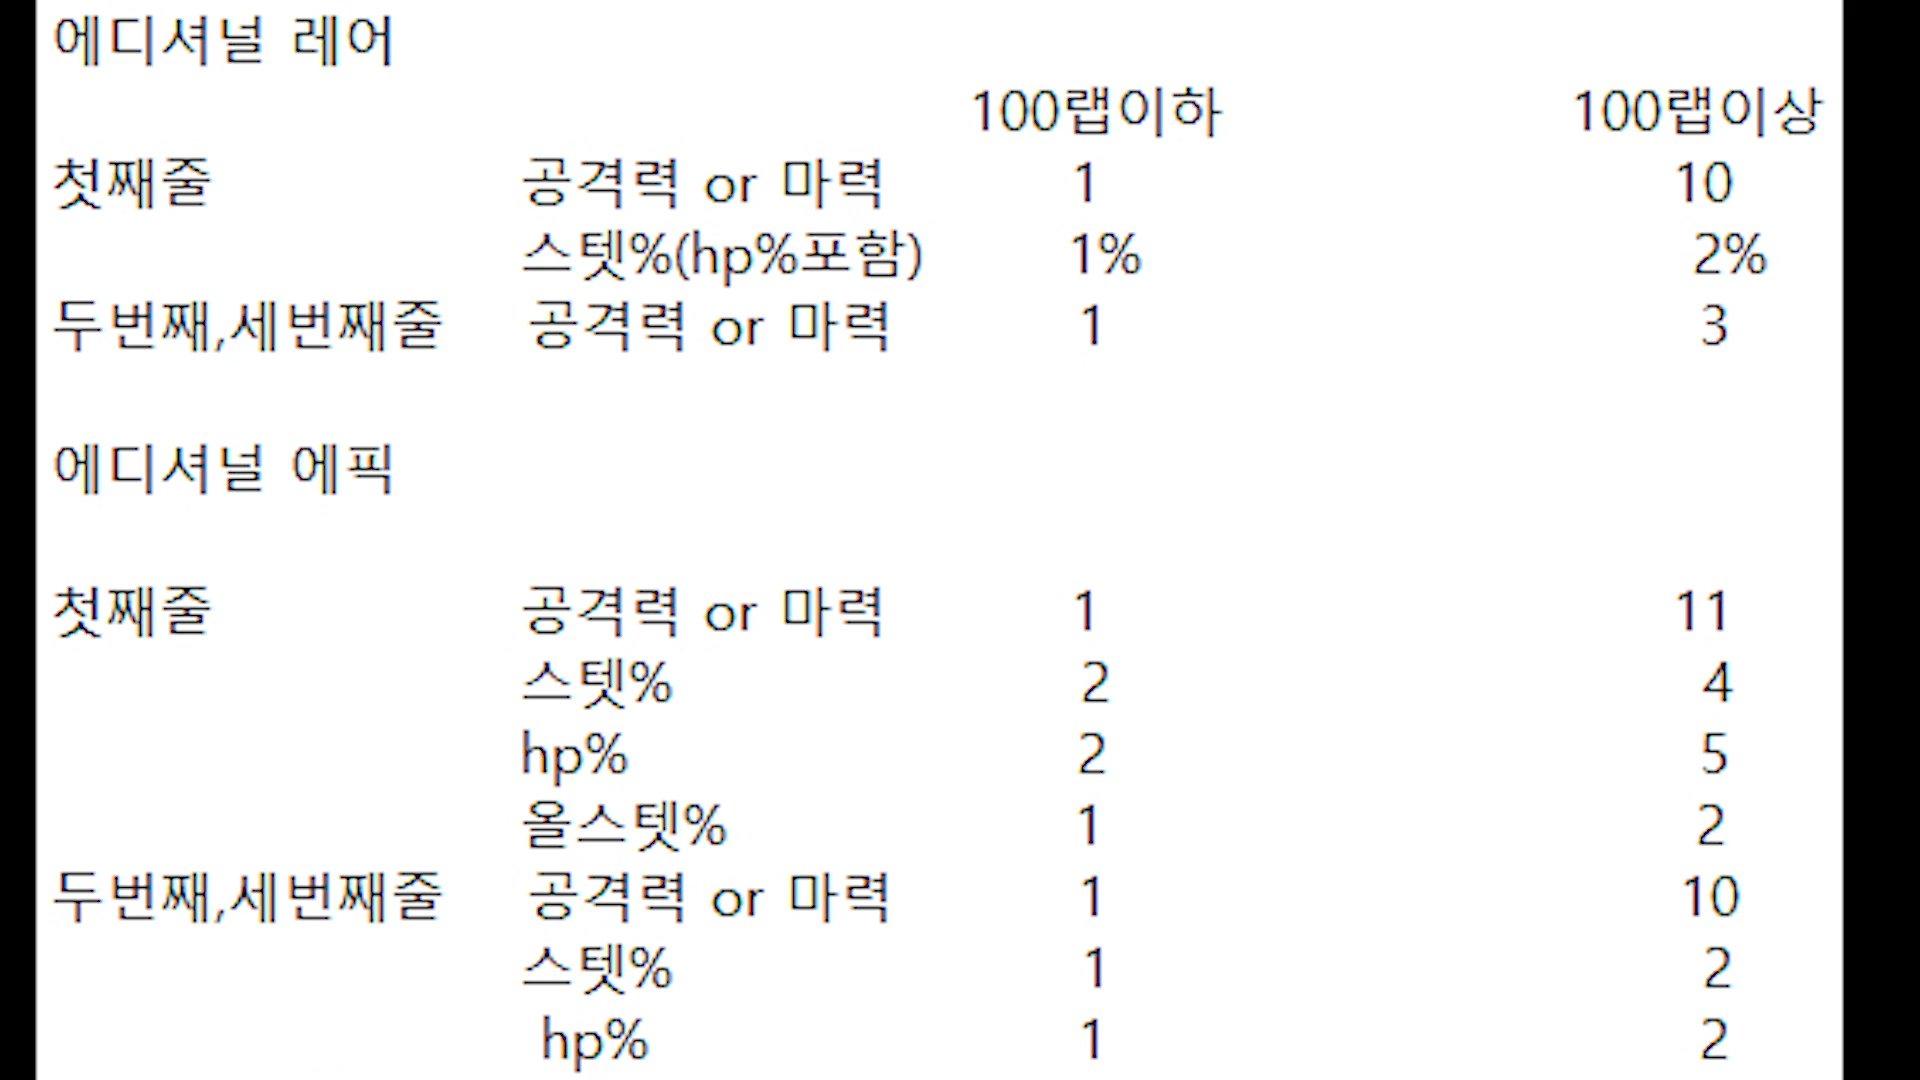 에디셔널 레어
100랩이하 100랩이상
첫째줄 공격력 or 마력 1 10
스텟%(hp%포함) 1% 2%
두번째,세번째줄 공격력 or 마력 1 3
에디셔널 에픽
첫째줄 공격력 or 마력 1 11
스텟% 2 4
hp% 2 5
올스텟% 1 2
두번째,세번째줄 공격력 or 마력 1 10
스텟% 1 2
hp% 1 2